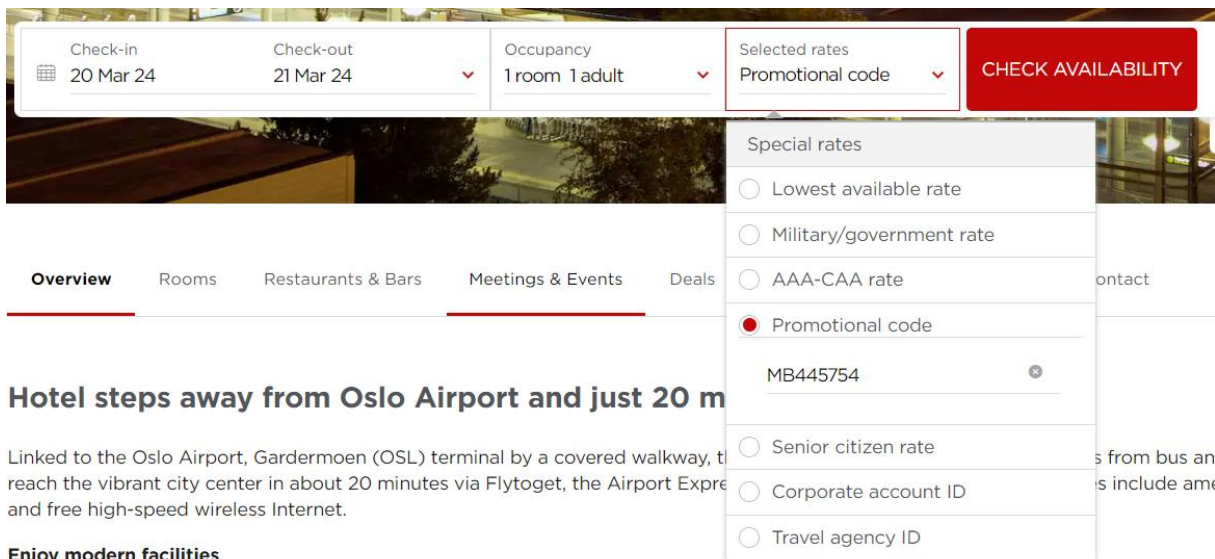 Check-in
Check-out
Occupancy
Selected rates
20 Mar 24
21 Mar 24
1 room 1 adult
Promotional code
CHECK AVAILABILITY
Special rates
Lowest available rate
Military/government rate
AAA-CAA rate
Promotional code
MB445754
Senior citizen rate
Corporate account ID
Travel agency ID
Overview
Rooms
Restaurants & Bars
Meetings & Events
Deals
ontact
Hotel steps away from Oslo Airport and just 20 m
Linked to the Oslo Airport, Gardermoen (OSL) terminal by a covered walkway, t s from bus an
reach the vibrant city center in about 20 minutes via Flytoget, the Airport Expre s include ame
and free high-speed wireless Internet.
Enjoy modern facilities